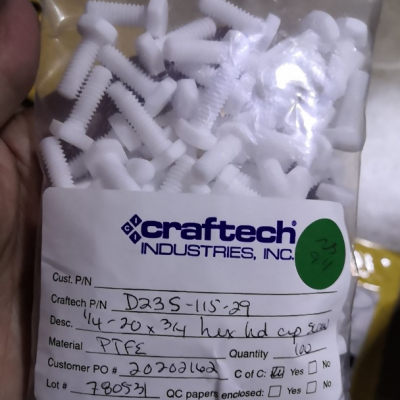 craftech®
INDUSTRIES, INC.
Cust. P/N
Craftech P/N D235-115-29
Desc. 1/4-20 x 3/4 hex hd cap screw
Material PTFE Quantity 100
Customer PO # 20202162 C of C: Yes No
Lot # 780531 QC papers enclosed: Yes No